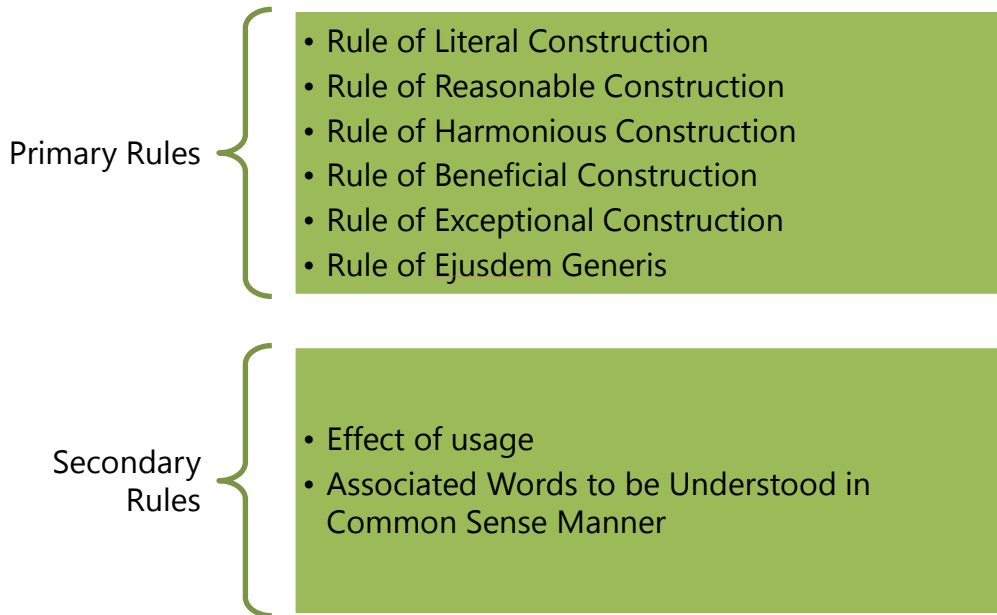 Primary Rules
• Rule of Literal Construction
• Rule of Reasonable Construction
• Rule of Harmonious Construction
• Rule of Beneficial Construction
• Rule of Exceptional Construction
• Rule of Ejusdem Generis
Secondary
Rules
• Effect of usage
• Associated Words to be Understood in
Common Sense Manner